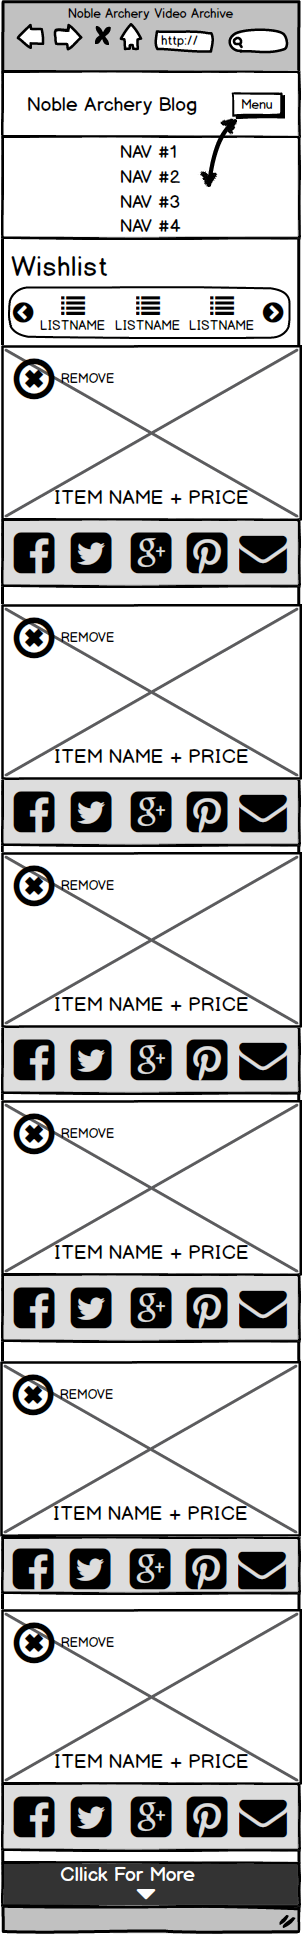 Noble Archery Video Archive
http://
Noble Archery Blog
Menu
NAV #1
NAV #2
NAV #3
NAV #4
Wishlist
LISTNAME LISTNAME LISTNAME
REMOVE
ITEM NAME + PRICE
REMOVE
ITEM NAME + PRICE
REMOVE
ITEM NAME + PRICE
REMOVE
ITEM NAME + PRICE
REMOVE
ITEM NAME + PRICE
REMOVE
ITEM NAME + PRICE
Cllick For More